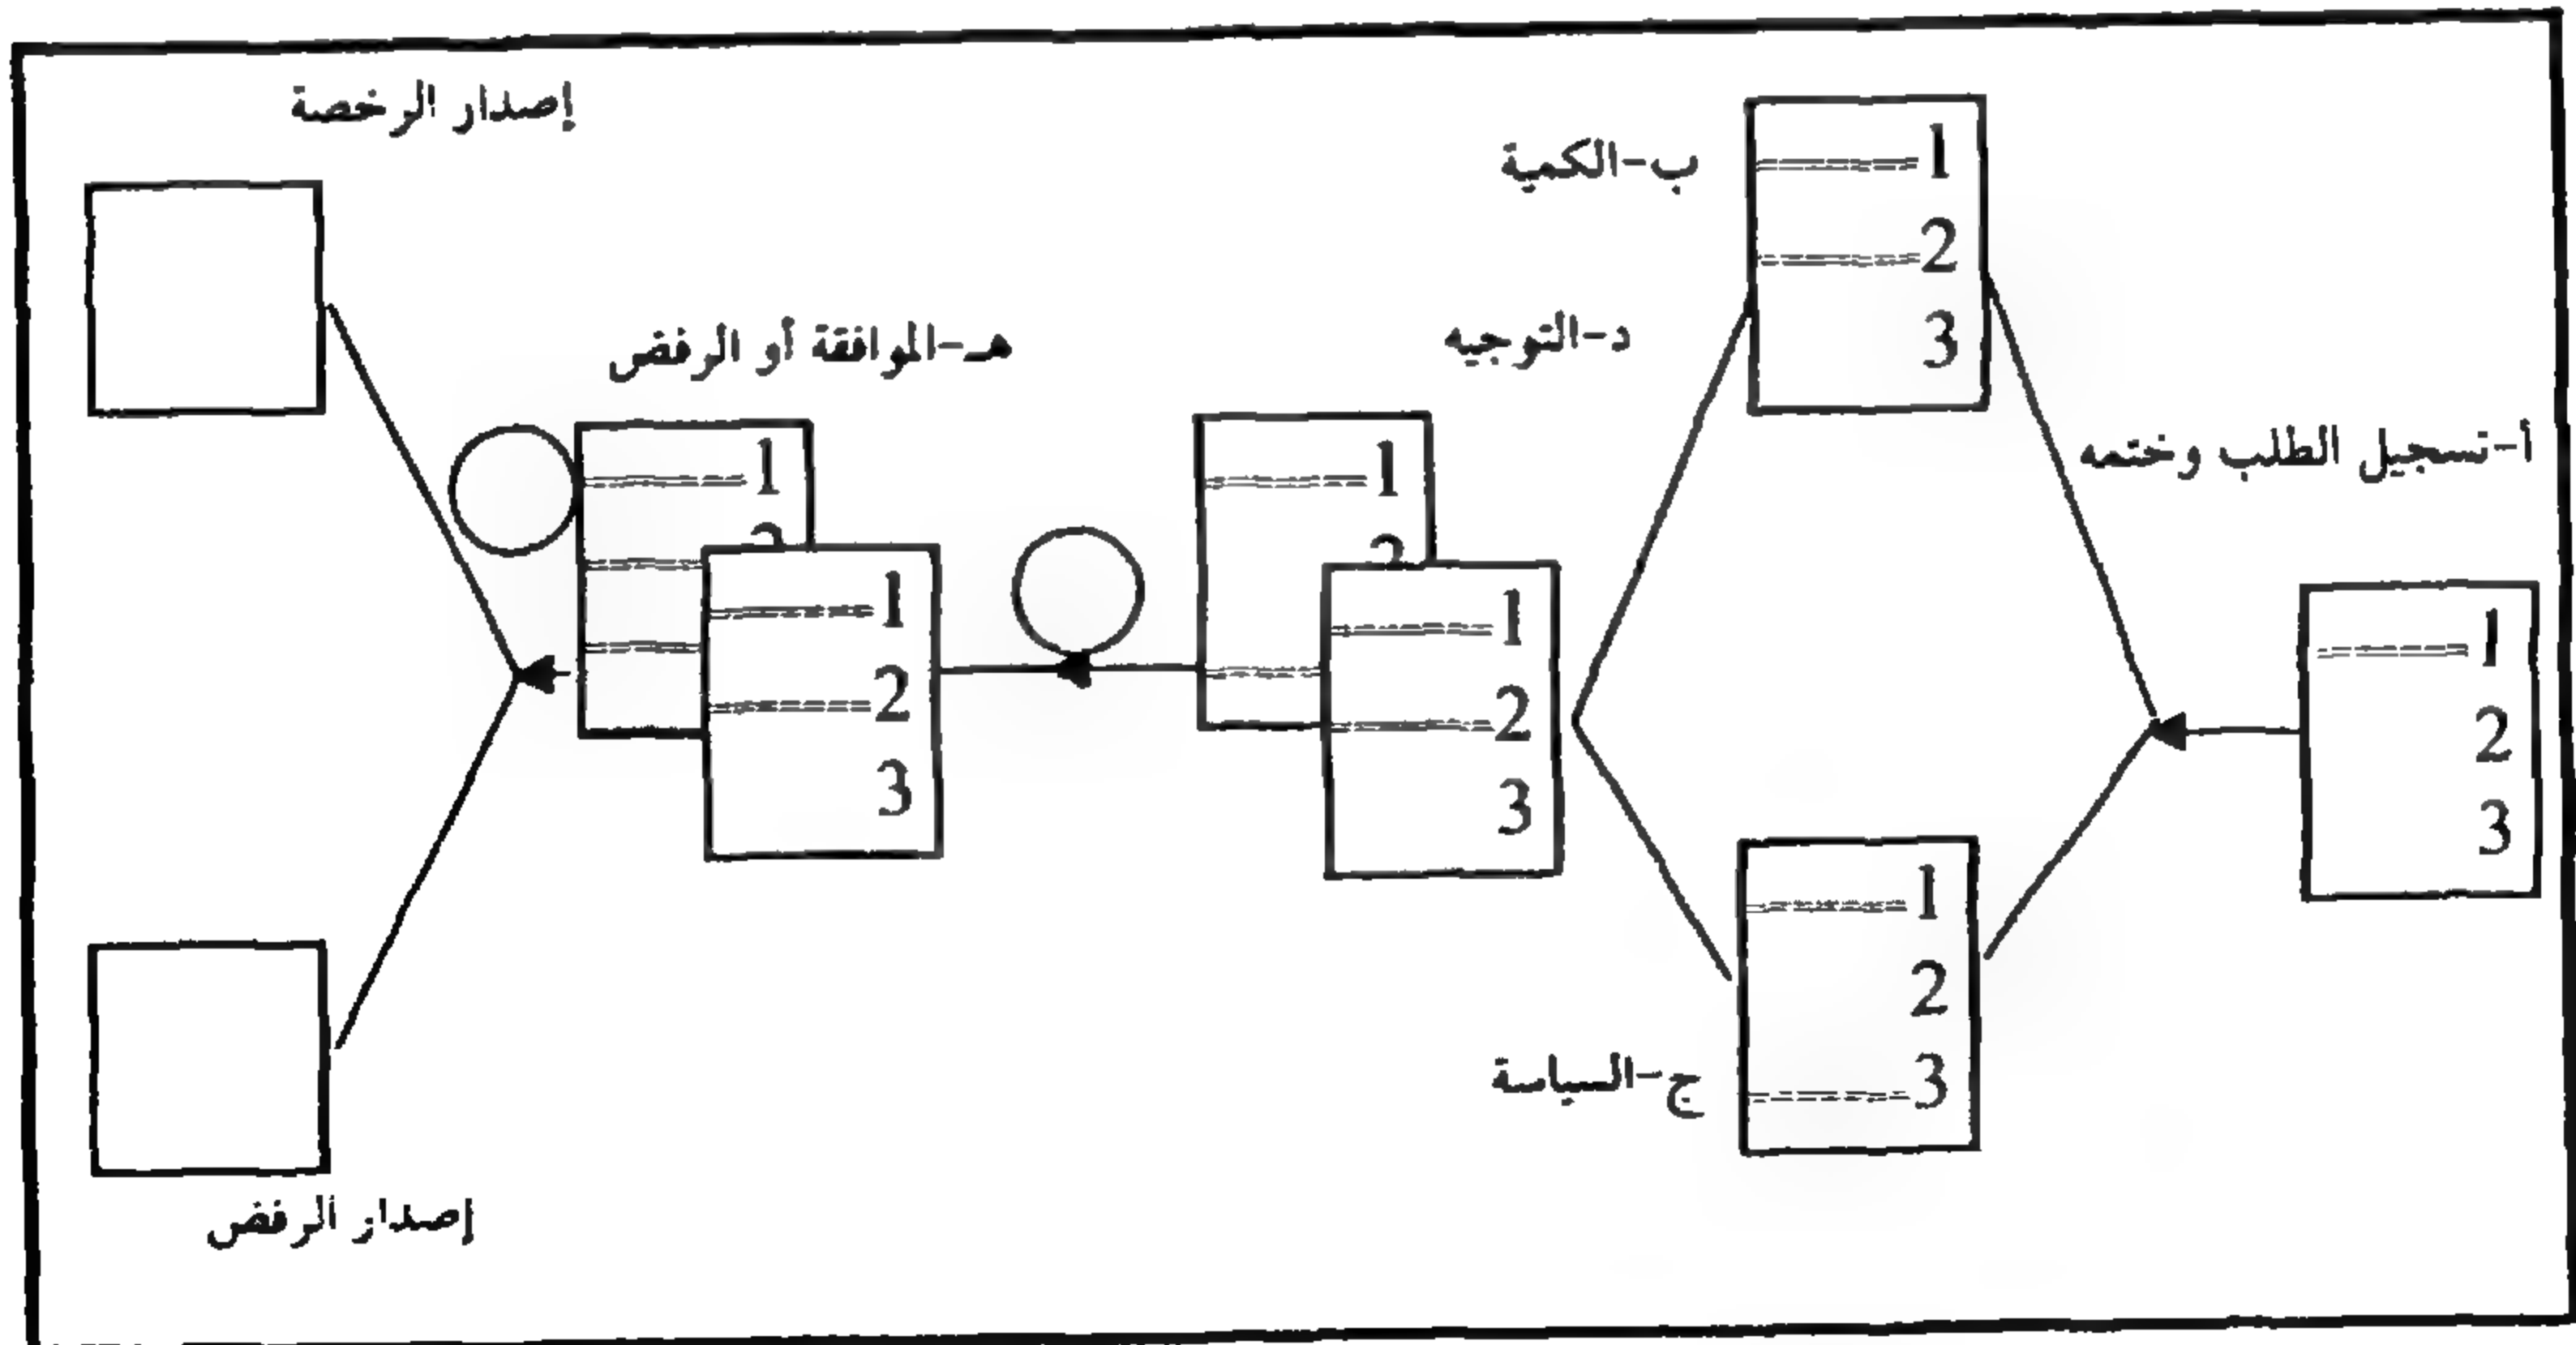 إصدار الرخصة
ب-الكمية
1
2
3
د-التوجيه
هـ-الموافقة أو الرفض
أ-تسجيل الطلب وختمه
1
2
3
1
2
1
2
3
1
2
1
2
3
1
2
3
ج-السياسة
إصدار الرفض